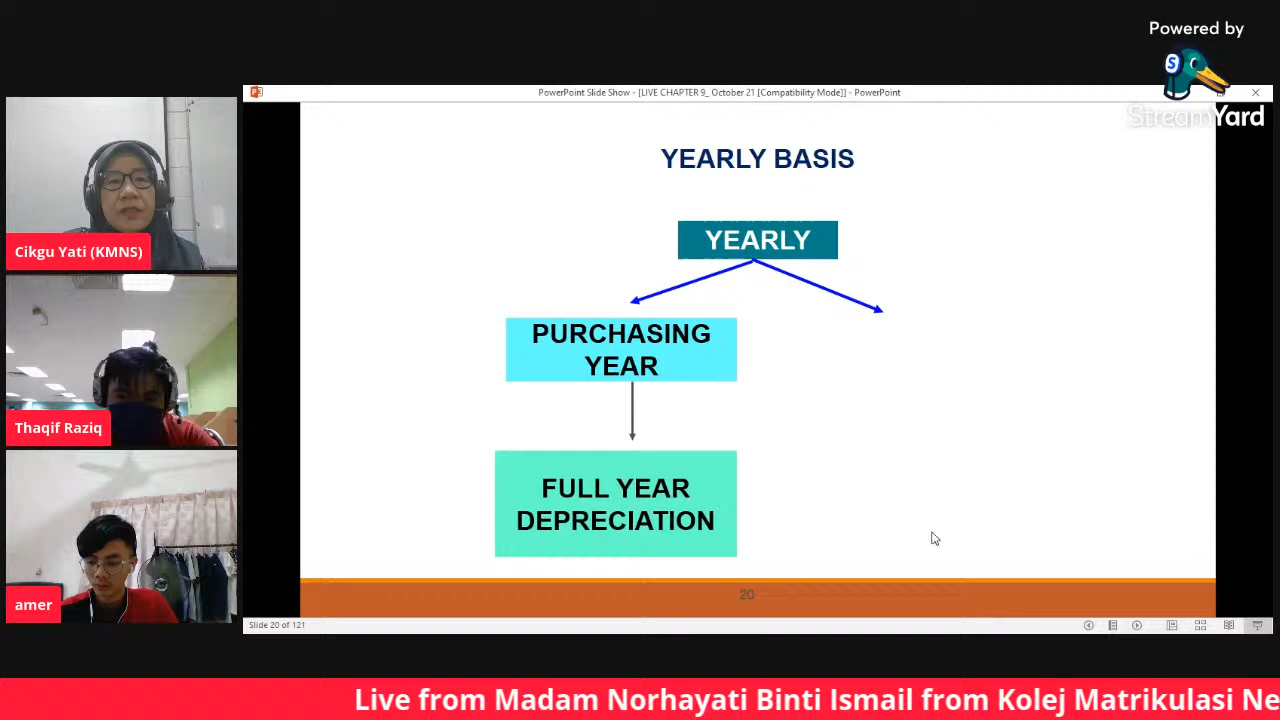 Powered by
S
StreamYard
PowerPoint Slide Show - [LIVE CHAPTER 9_ October 21 [Compatibility Mode]] - PowerPoint
YEARLY BASIS
YEARLY
PURCHASING
YEAR
FULL YEAR
DEPRECIATION
20
Slide 20 of 121
Cikgu Yati (KMNS)
Thaqif Raziq
amer
Live from Madam Norhayati Binti Ismail from Kolej Matrikulasi Ne